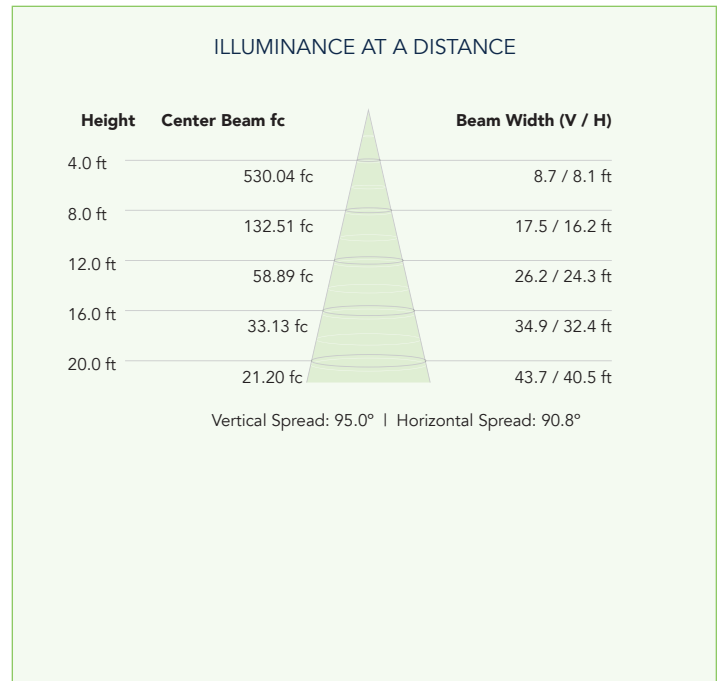 ILLUMINANCE AT A DISTANCE
Height Center Beam fc Beam Width (V / H)
4.0 ft
530.04 fc 8.7 / 8.1 ft
8.0 ft
132.51 fc 17.5 / 16.2 ft
12.0 ft
58.89 fc 26.2 / 24.3 ft
16.0 ft
33.13 fc 34.9 / 32.4 ft
20.0 ft
21.20 fc 43.7 / 40.5 ft
Vertical Spread: 95.0º | Horizontal Spread: 90.8º